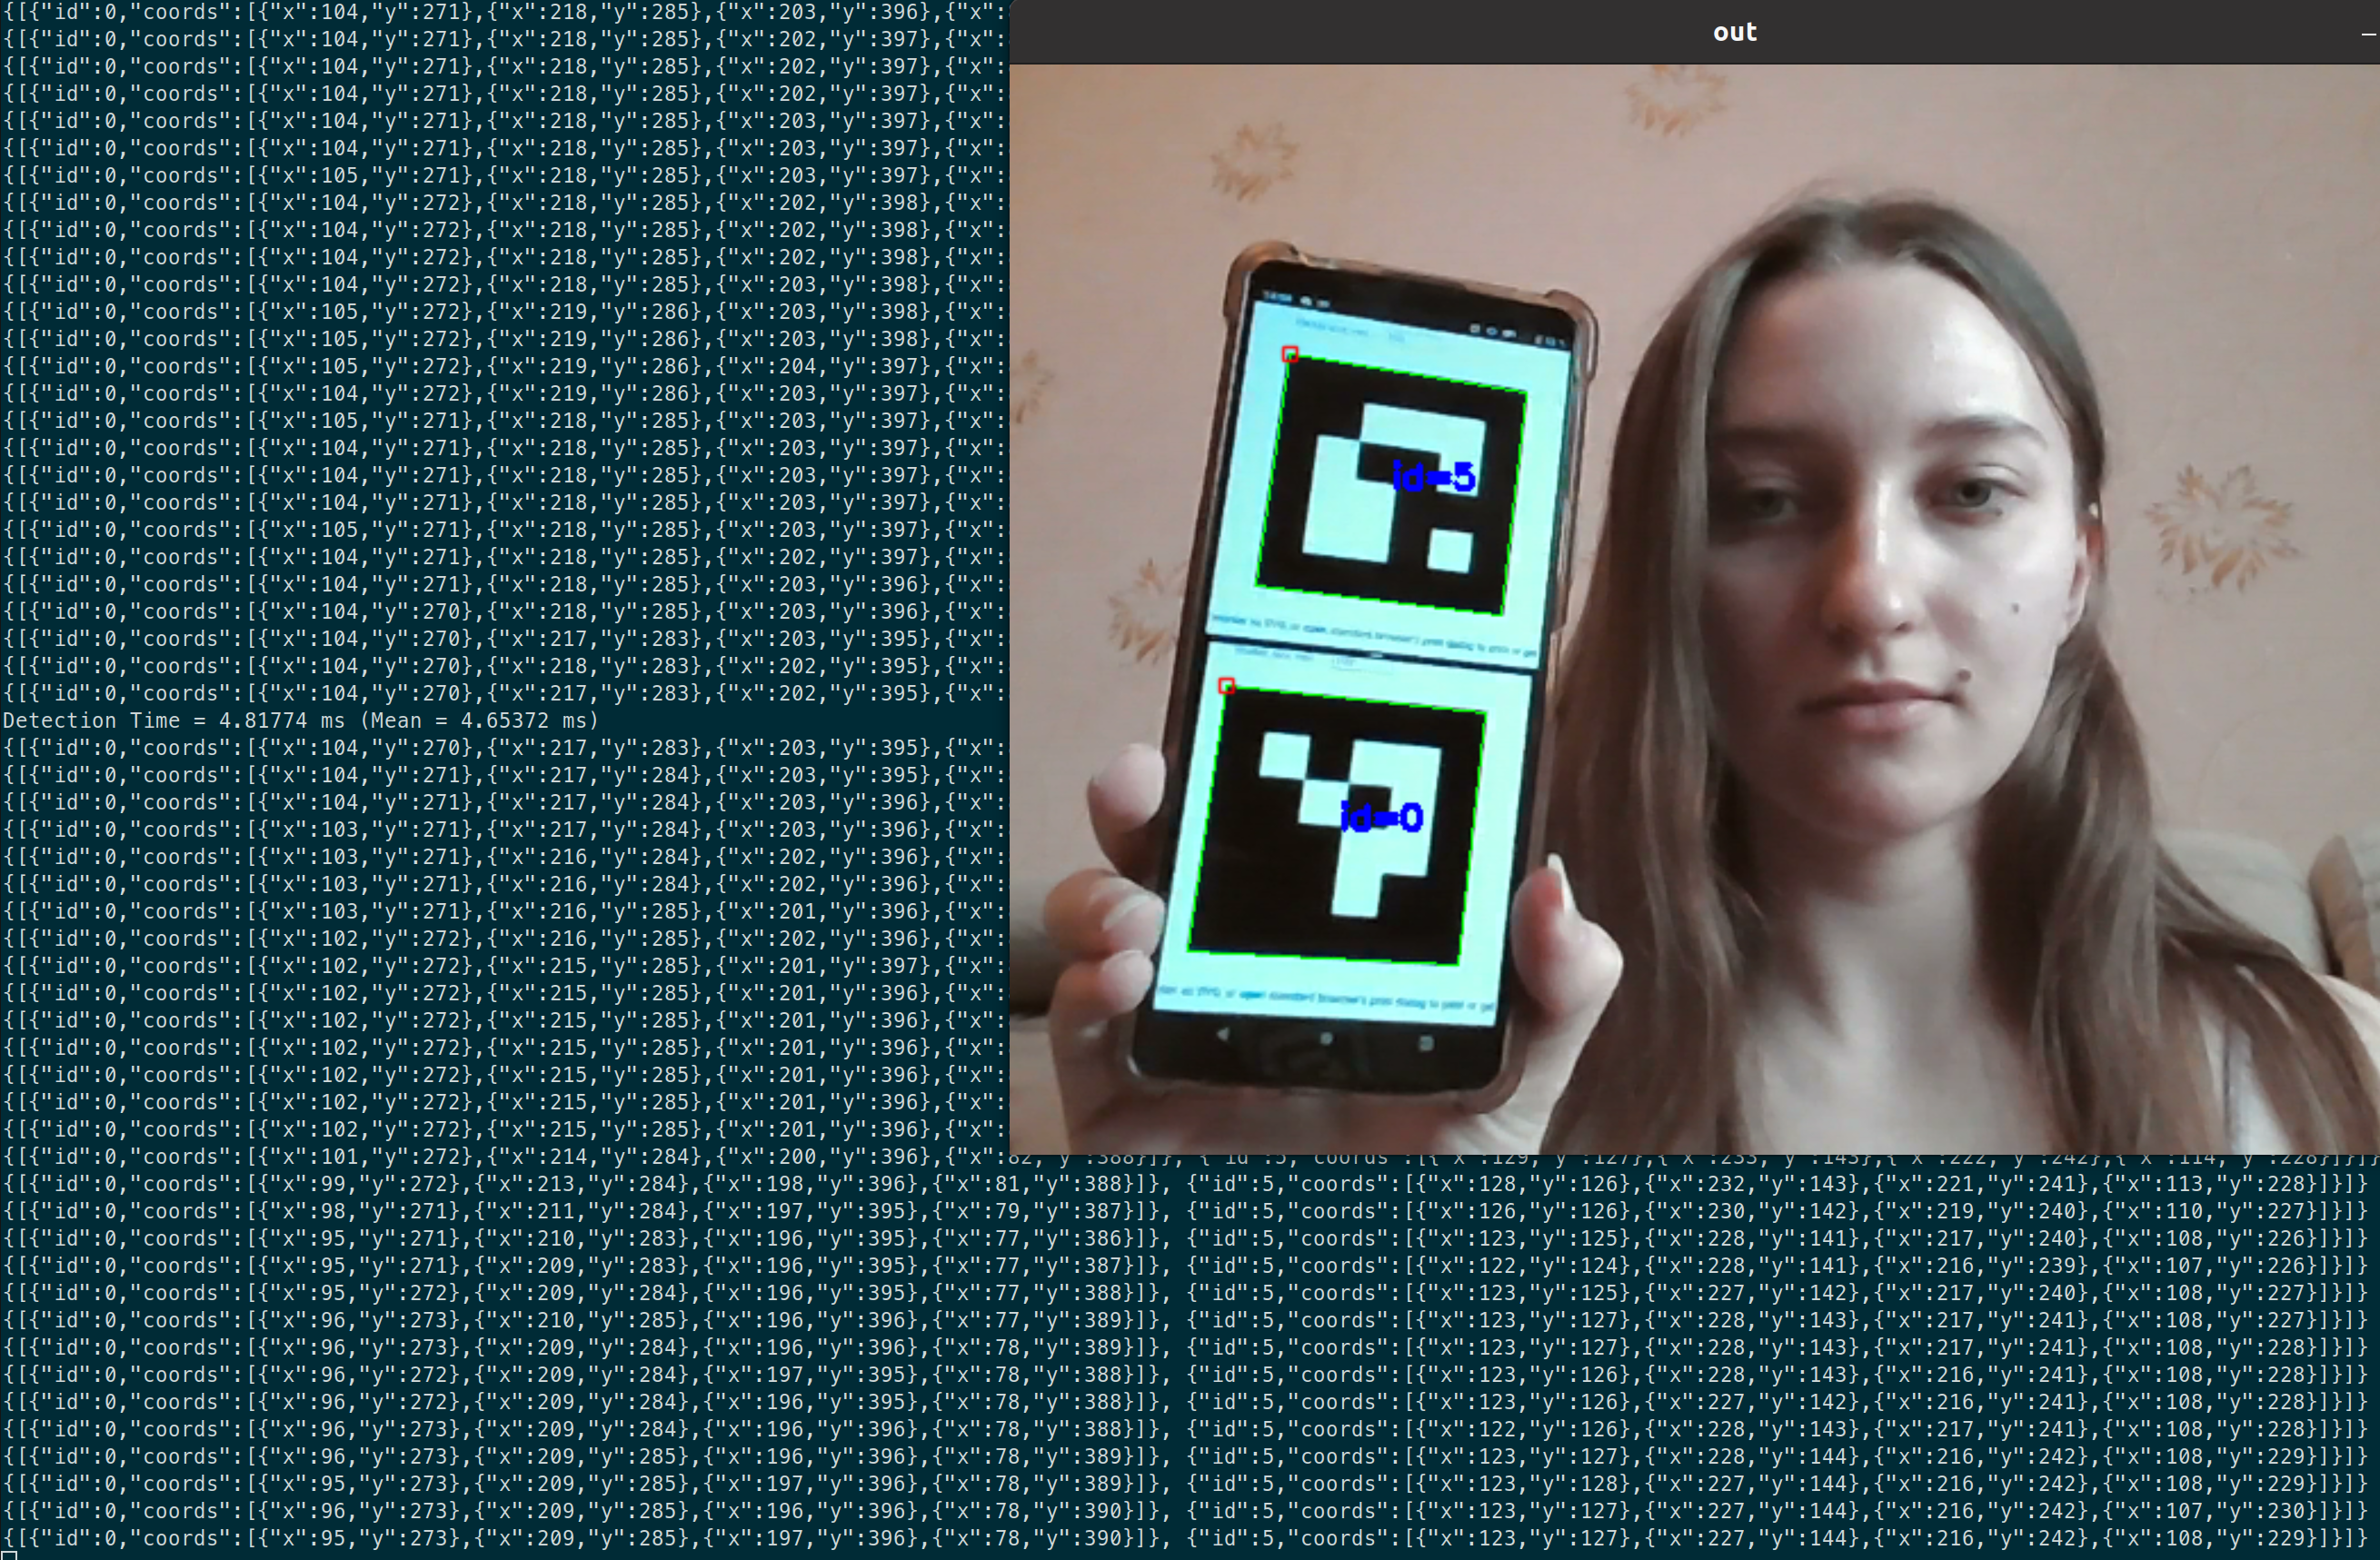 {[{"id":0,"coords":[{"x":104,"y":271},{"x":218,"y":285},{"x":203,"y":396},{"x":
{[{"id":0,"coords":[{"x":104,"y":271},{"x":218,"y":285},{"x":202,"y":397},{"x":
{[{"id":0,"coords":[{"x":104,"y":271},{"x":218,"y":285},{"x":202,"y":397},{"x":
{[{"id":0,"coords":[{"x":104,"y":271},{"x":218,"y":285},{"x":202,"y":397},{"x":
{[{"id":0,"coords":[{"x":104,"y":271},{"x":218,"y":285},{"x":203,"y":397},{"x":
{[{"id":0,"coords":[{"x":104,"y":271},{"x":218,"y":285},{"x":203,"y":397},{"x":
{[{"id":0,"coords":[{"x":105,"y":271},{"x":218,"y":285},{"x":203,"y":397},{"x":
{[{"id":0,"coords":[{"x":104,"y":272},{"x":218,"y":285},{"x":202,"y":398},{"x":
{[{"id":0,"coords":[{"x":104,"y":272},{"x":218,"y":285},{"x":202,"y":398},{"x":
{[{"id":0,"coords":[{"x":104,"y":272},{"x":218,"y":285},{"x":202,"y":398},{"x":
{[{"id":0,"coords":[{"x":104,"y":272},{"x":218,"y":285},{"x":203,"y":398},{"x":
{[{"id":0,"coords":[{"x":105,"y":272},{"x":219,"y":286},{"x":203,"y":398},{"x":
{[{"id":0,"coords":[{"x":105,"y":272},{"x":219,"y":286},{"x":203,"y":398},{"x":
{[{"id":0,"coords":[{"x":105,"y":272},{"x":219,"y":286},{"x":204,"y":397},{"x":
{[{"id":0,"coords":[{"x":104,"y":272},{"x":219,"y":286},{"x":203,"y":397},{"x":
{[{"id":0,"coords":[{"x":105,"y":271},{"x":218,"y":285},{"x":203,"y":397},{"x":
{[{"id":0,"coords":[{"x":104,"y":271},{"x":218,"y":285},{"x":203,"y":397},{"x":
{[{"id":0,"coords":[{"x":104,"y":271},{"x":218,"y":285},{"x":203,"y":397},{"x":
{[{"id":0,"coords":[{"x":104,"y":271},{"x":218,"y":285},{"x":203,"y":397},{"x":
{[{"id":0,"coords":[{"x":105,"y":271},{"x":218,"y":285},{"x":203,"y":397},{"x":
{[{"id":0,"coords":[{"x":104,"y":271},{"x":218,"y":285},{"x":202,"y":397},{"x":
{[{"id":0,"coords":[{"x":104,"y":271},{"x":218,"y":285},{"x":203,"y":396},{"x":
{[{"id":0,"coords":[{"x":104,"y":270},{"x":218,"y":285},{"x":203,"y":396},{"x":
{[{"id":0,"coords":[{"x":104,"y":270},{"x":217,"y":283},{"x":203,"y":395},{"x":
{[{"id":0,"coords":[{"x":104,"y":270},{"x":218,"y":283},{"x":202,"y":395},{"x":
{[{"id":0,"coords":[{"x":104,"y":270},{"x":217,"y":283},{"x":202,"y":395},{"x":
Detection Time = 4.81774 ms (Mean = 4.65372 ms)
{[{"id":0,"coords":[{"x":104,"y":270},{"x":217,"y":283},{"x":203,"y":395},{"x":
{[{"id":0,"coords":[{"x":104,"y":271},{"x":217,"y":284},{"x":203,"y":395},{"x":
{[{"id":0,"coords":[{"x":104,"y":271},{"x":217,"y":284},{"x":203,"y":396},{"x":
{[{"id":0,"coords":[{"x":103,"y":271},{"x":217,"y":284},{"x":203,"y":396},{"x":
{[{"id":0,"coords":[{"x":103,"y":271},{"x":216,"y":284},{"x":202,"y":396},{"x":
{[{"id":0,"coords":[{"x":103,"y":271},{"x":216,"y":284},{"x":202,"y":396},{"x":
{[{"id":0,"coords":[{"x":103,"y":271},{"x":216,"y":285},{"x":201,"y":396},{"x":
{[{"id":0,"coords":[{"x":102,"y":272},{"x":216,"y":285},{"x":202,"y":396},{"x":
{[{"id":0,"coords":[{"x":102,"y":272},{"x":215,"y":285},{"x":201,"y":397},{"x":
{[{"id":0,"coords":[{"x":102,"y":272},{"x":215,"y":285},{"x":201,"y":396},{"x":
{[{"id":0,"coords":[{"x":102,"y":272},{"x":215,"y":285},{"x":201,"y":396},{"x":
{[{"id":0,"coords":[{"x":102,"y":272},{"x":215,"y":285},{"x":201,"y":396},{"x":
{[{"id":0,"coords":[{"x":102,"y":272},{"x":215,"y":285},{"x":201,"y":396},{"x":
{[{"id":0,"coords":[{"x":102,"y":272},{"x":215,"y":285},{"x":201,"y":396},{"x":
{[{"id":0,"coords":[{"x":102,"y":272},{"x":215,"y":285},{"x":201,"y":396},{"x":
{[{"id":0,"coords":[{"x":101,"y":272},{"x":214,"y":284},{"x":200,"y":396},{"x":82,"y":388}]}, {"id":5,"coords":[{"x":129,"y":127},{"x":233,"y":143},{"x":222,"y":242},{"x":114,"y":228}]}]}
{[{"id":0,"coords":[{"x":99,"y":272},{"x":213,"y":284},{"x":198,"y":396},{"x":81,"y":388}]}, {"id":5,"coords":[{"x":128,"y":126},{"x":232,"y":143},{"x":221,"y":241},{"x":113,"y":228}]}]}
{[{"id":0,"coords":[{"x":98,"y":271},{"x":211,"y":284},{"x":197,"y":395},{"x":79,"y":387}]}, {"id":5,"coords":[{"x":126,"y":126},{"x":230,"y":142},{"x":219,"y":240},{"x":110,"y":227}]}]}
{[{"id":0,"coords":[{"x":95,"y":271},{"x":210,"y":283},{"x":196,"y":395},{"x":77,"y":386}]}, {"id":5,"coords":[{"x":123,"y":125},{"x":228,"y":141},{"x":217,"y":240},{"x":108,"y":226}]}]}
{[{"id":0,"coords":[{"x":95,"y":271},{"x":209,"y":283},{"x":196,"y":395},{"x":77,"y":387}]}, {"id":5,"coords":[{"x":122,"y":124},{"x":228,"y":141},{"x":216,"y":239},{"x":107,"y":226}]}]}
{[{"id":0,"coords":[{"x":95,"y":272},{"x":209,"y":284},{"x":196,"y":395},{"x":77,"y":388}]}, {"id":5,"coords":[{"x":123,"y":125},{"x":227,"y":142},{"x":217,"y":240},{"x":108,"y":227}]}]}
{[{"id":0,"coords":[{"x":96,"y":273},{"x":210,"y":285},{"x":196,"y":396},{"x":77,"y":389}]}, {"id":5,"coords":[{"x":123,"y":127},{"x":228,"y":143},{"x":217,"y":241},{"x":108,"y":227}]}]}
{[{"id":0,"coords":[{"x":96,"y":273},{"x":209,"y":284},{"x":196,"y":396},{"x":78,"y":389}]}, {"id":5,"coords":[{"x":123,"y":127},{"x":228,"y":143},{"x":217,"y":241},{"x":108,"y":228}]}]}
{[{"id":0,"coords":[{"x":96,"y":272},{"x":209,"y":284},{"x":197,"y":395},{"x":78,"y":388}]}, {"id":5,"coords":[{"x":123,"y":126},{"x":228,"y":143},{"x":216,"y":241},{"x":108,"y":228}]}]}
{[{"id":0,"coords":[{"x":96,"y":272},{"x":209,"y":284},{"x":196,"y":395},{"x":78,"y":388}]}, {"id":5,"coords":[{"x":123,"y":126},{"x":227,"y":142},{"x":216,"y":241},{"x":108,"y":228}]}]}
{[{"id":0,"coords":[{"x":96,"y":273},{"x":209,"y":284},{"x":196,"y":396},{"x":78,"y":388}]}, {"id":5,"coords":[{"x":122,"y":126},{"x":228,"y":143},{"x":217,"y":241},{"x":108,"y":228}]}]}
{[{"id":0,"coords":[{"x":96,"y":273},{"x":209,"y":285},{"x":196,"y":396},{"x":78,"y":389}]}, {"id":5,"coords":[{"x":123,"y":127},{"x":228,"y":144},{"x":216,"y":242},{"x":108,"y":229}]}]}
{[{"id":0,"coords":[{"x":95,"y":273},{"x":209,"y":285},{"x":197,"y":396},{"x":78,"y":389}]}, {"id":5,"coords":[{"x":123,"y":128},{"x":227,"y":144},{"x":216,"y":242},{"x":108,"y":229}]}]}
{[{"id":0,"coords":[{"x":96,"y":273},{"x":209,"y":285},{"x":196,"y":396},{"x":78,"y":390}]}, {"id":5,"coords":[{"x":123,"y":127},{"x":227,"y":144},{"x":216,"y":242},{"x":107,"y":230}]}]}
{[{"id":0,"coords":[{"x":95,"y":273},{"x":209,"y":285},{"x":197,"y":396},{"x":78,"y":390}]}, {"id":5,"coords":[{"x":123,"y":127},{"x":227,"y":144},{"x":216,"y":242},{"x":108,"y":229}]}]}
out
id=5
id=0